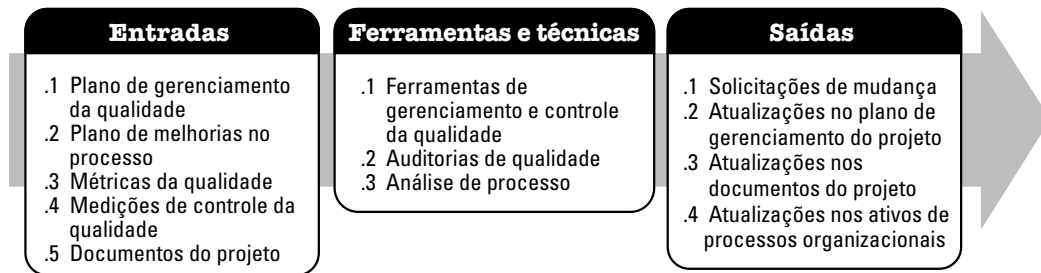 Entradas
.1 Plano de gerenciamento
da qualidade
.2 Plano de melhorias no
processo
.3 Métricas da qualidade
.4 Medições de controle da
qualidade
.5 Documentos do projeto
Ferramentas e técnicas
.1 Ferramentas de
gerenciamento e controle
da qualidade
.2 Auditorias de qualidade
.3 Análise de processo
Saídas
.1 Solicitações de mudança
.2 Atualizações no plano de
gerenciamento do projeto
.3 Atualizações nos
documentos do projeto
.4 Atualizações nos ativos de
processos organizacionais